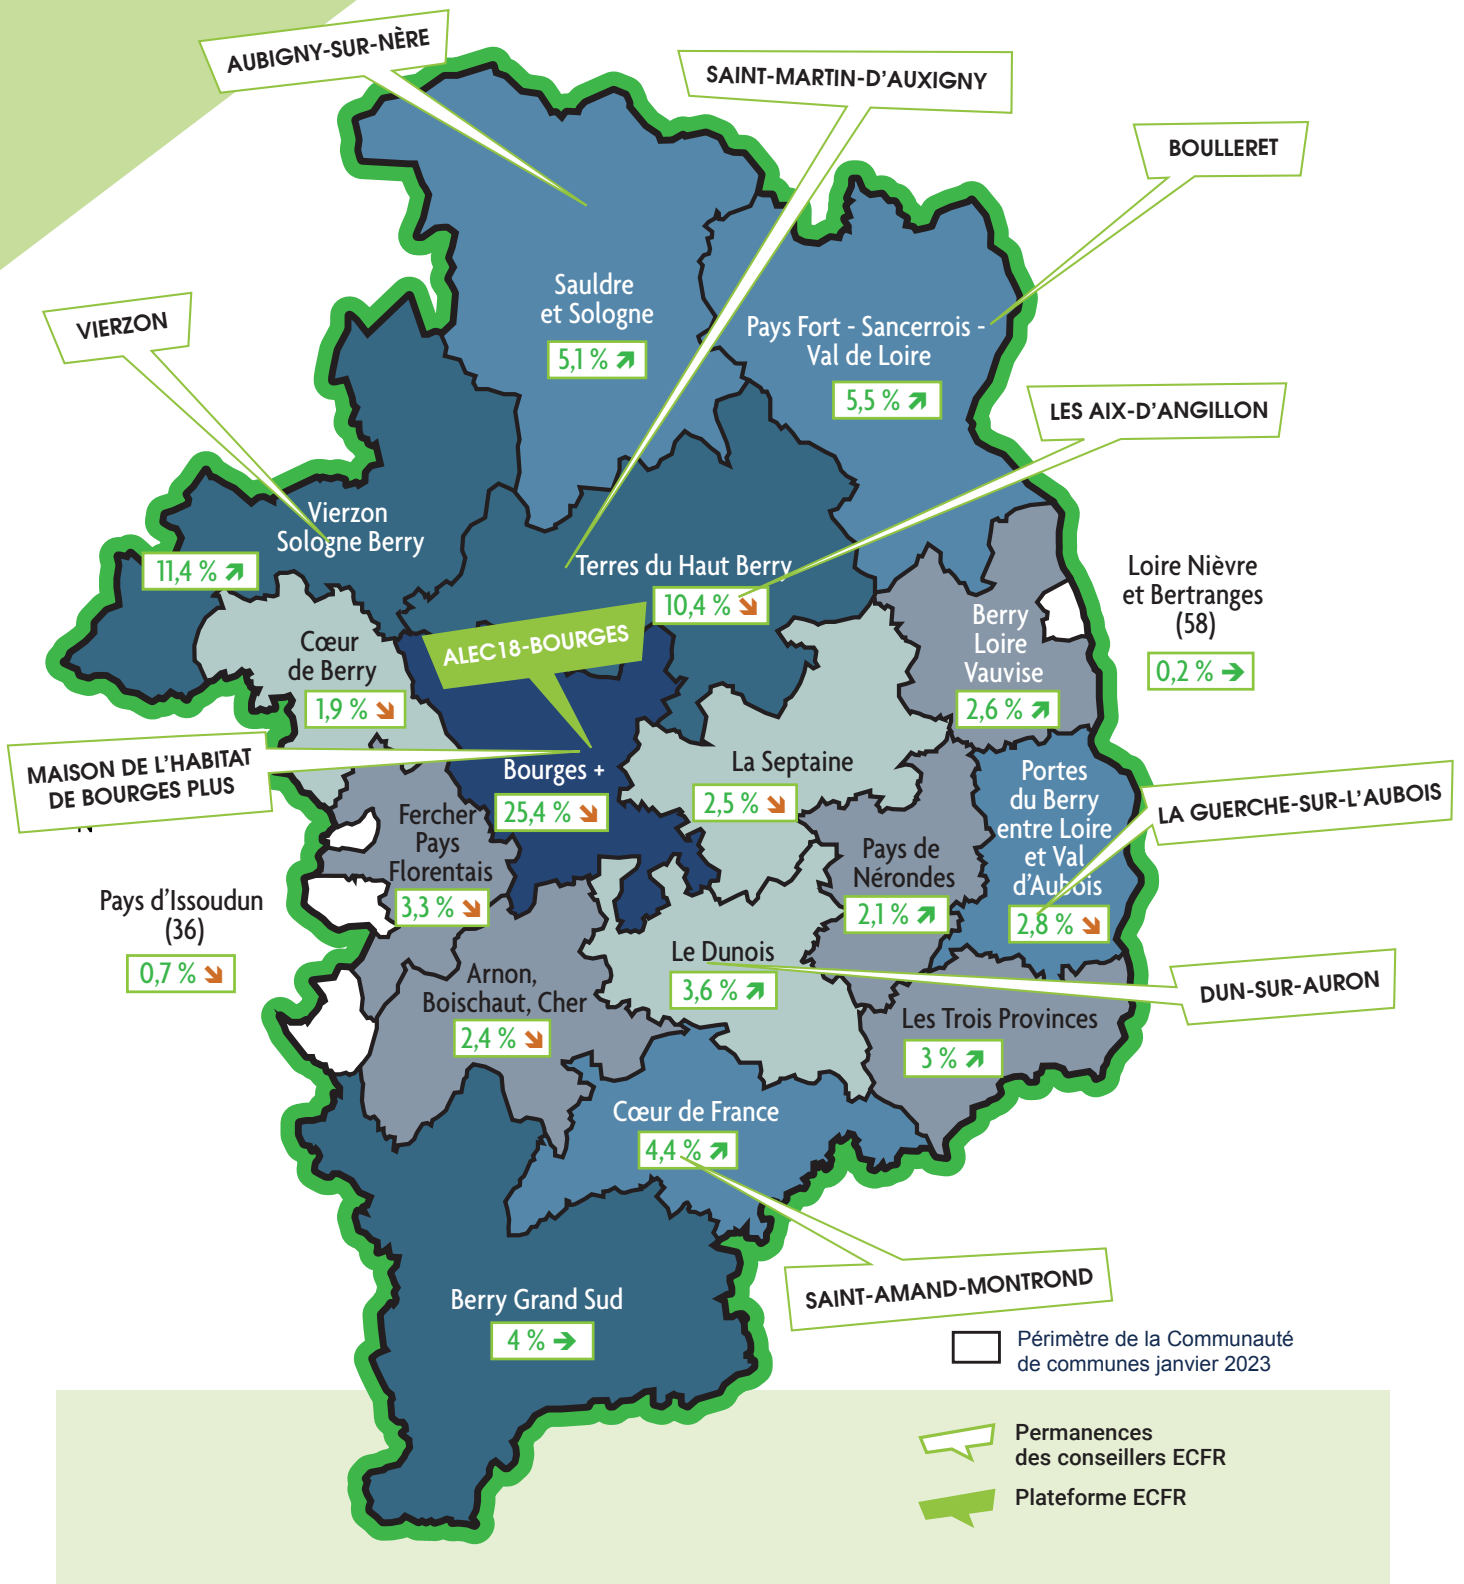 AUBIGNY-SUR-NÈRE
SAINT-MARTIN-D'AUXIGNY
BOULLERET
VIERZON
Sauldre
et Sologne
5,1 %
Pays Fort - Sancerrois -
Val de Loire
5,5 %
LES AIX-D'ANGILLON
Vierzon
Sologne Berry
11,4 %
Terres du Haut Berry
10,4 %
Loire Nièvre
et Bertranges
(58)
0,2 %
Berry
Loire
Vauvise
2,6 %
ALEC18-BOURGES
Cœur
de Berry
1,9 %
MAISON DE L'HABITAT
DE BOURGES PLUS
Bourges +
25,4 %
La Septaine
2,5 %
Portes
du Berry
entre Loire
et Val
d'Aubois
2,8 %
LA GUERCHE-SUR-L'AUBOIS
Fercher
Pays
Florentais
3,3 %
Pays de
Nérondes
2,1 %
Pays d'Issoudun
(36)
0,7 %
Le Dunois
3,6 %
DUN-SUR-AURON
Arnon,
Boischaut, Cher
2,4 %
Les Trois Provinces
3 %
Cœur de France
4,4 %
SAINT-AMAND-MONTROND
Berry Grand Sud
4 %
Périmètre de la Communauté
de communes janvier 2023
Permanences
des conseillers ECFR
Plateforme ECFR